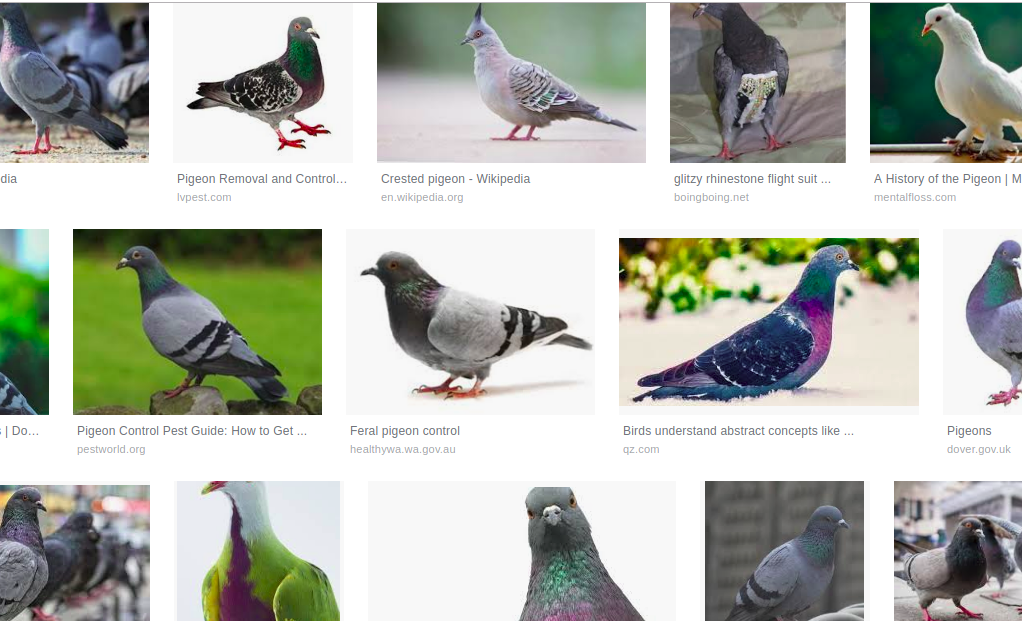 dia
Pigeon Removal and Control...
lvpest.com
Crested pigeon - Wikipedia
en.wikipedia.org
glitzy rhinestone flight suit ...
boingboing.net
A History of the Pigeon | M
mentalfloss.com
s | Do...
Pigeon Control Pest Guide: How to Get ...
pestworld.org
Feral pigeon control
healthywa.wa.gov.au
Birds understand abstract concepts like ...
qz.com
Pigeons
dover.gov.uk